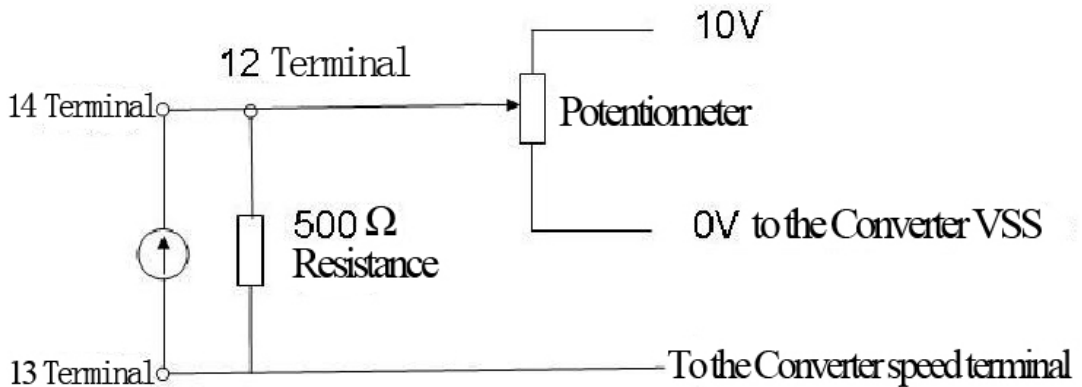 10V
12 Terminal
14 Terminal
Potentiometer
500 Ω
Resistance
0V to the Converter VSS
13 Terminal
To the Converter speed terminal